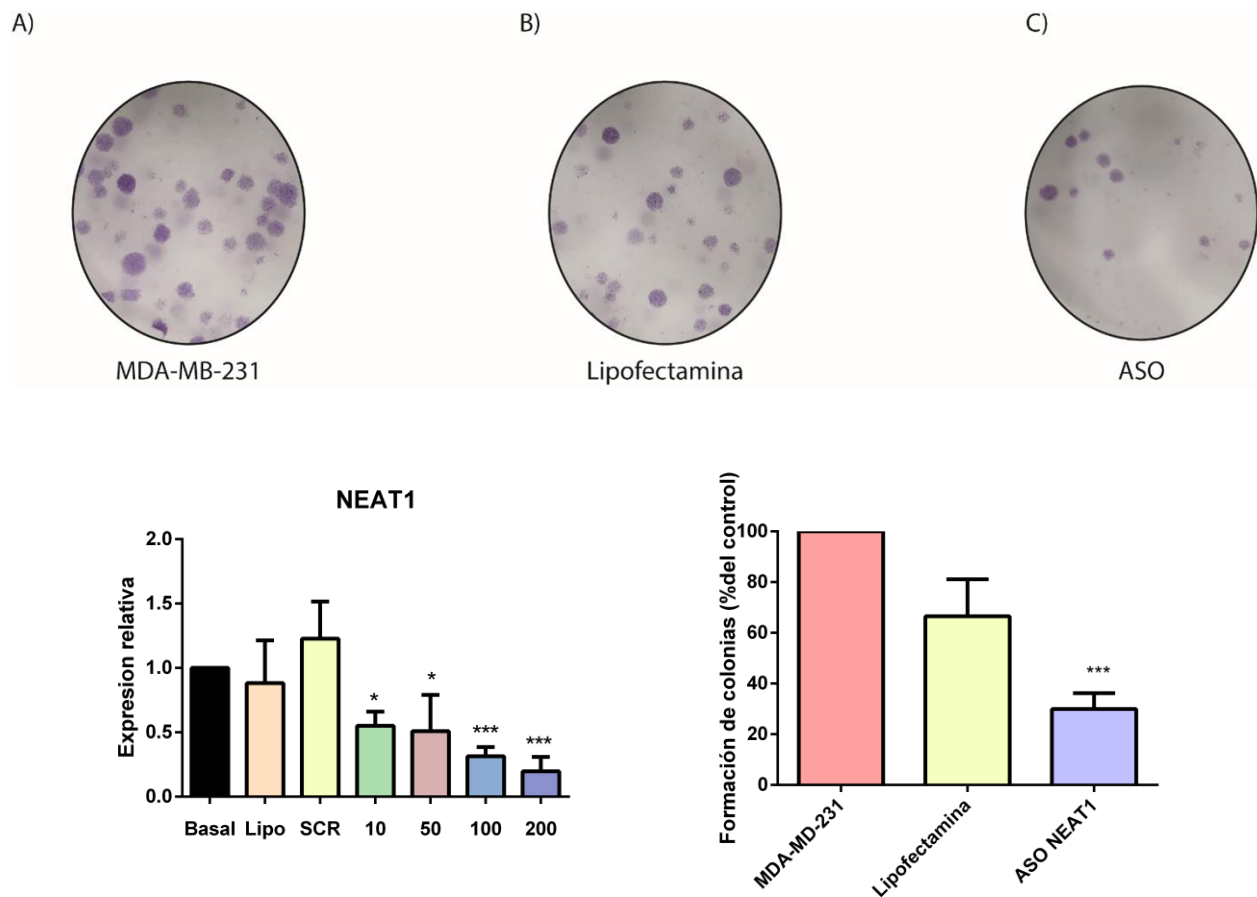 A)
B)
C)
MDA-MB-231
Lipofectamina
ASO
NEAT1
Expresion relativa
2.0
1.5
1.0
0.5
0.0
*
*
***
***
Basal Lipo SCR 10 50 100 200
Formación de colonias (%del control)
100
80
60
40
20
0
***
MDA-MD-231
Lipofectamina
ASO NEAT1